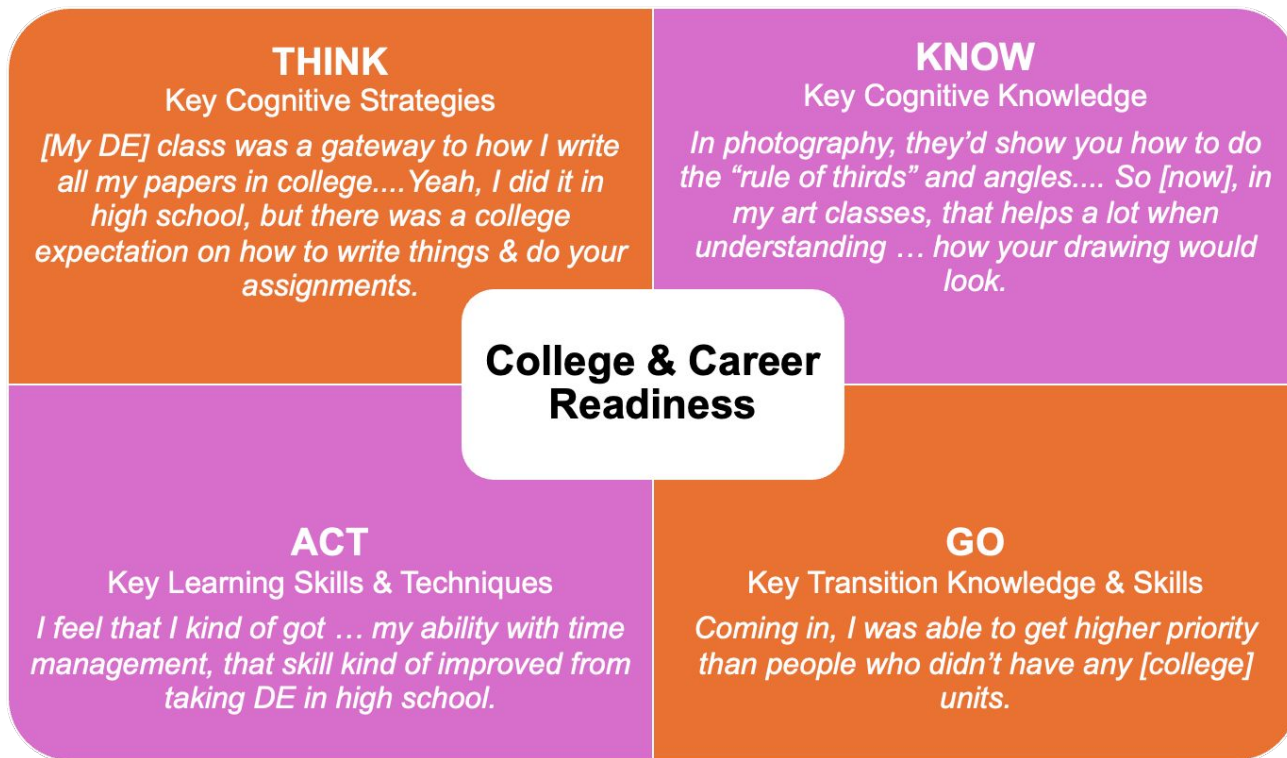 THINK
Key Cognitive Strategies
[My DE] class was a gateway to how I write
all my papers in college.... Yeah, I did it in
high school, but there was a college
expectation on how to write things & do your
assignments.
KNOW
Key Cognitive Knowledge
In photography, they’d show you how to do
the “rule of thirds” and angles.... So [now], in
my art classes, that helps a lot when
understanding … how your drawing would
look.
College & Career
Readiness
ACT
Key Learning Skills & Techniques
I feel that I kind of got … my ability with time
management, that skill kind of improved from
taking DE in high school.
GO
Key Transition Knowledge & Skills
Coming in, I was able to get higher priority
than people who didn’t have any [college]
units.